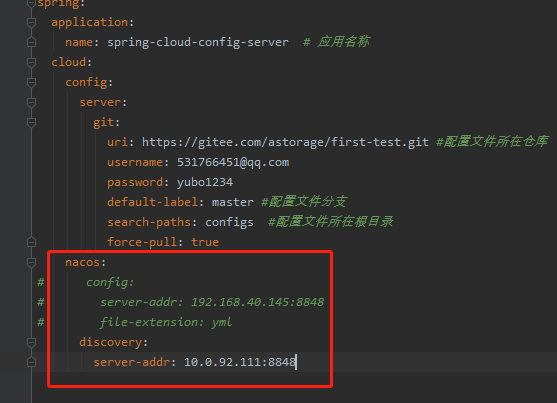 spring:
application:
name: spring-cloud-config-server # 应用名称
cloud:
config:
server:
git:
uri: https://gitee.com/astorage/first-test.git #配置文件所在仓库
username: 531766451@qq.com
password: yubo1234
default-label: master #配置文件分支
search-paths: configs #配置文件所在根目录
force-pull: true
nacos:
# config:
# server-addr: 192.168.40.145:8848
# file-extension: yml
discovery:
server-addr: 10.0.92.111:8848